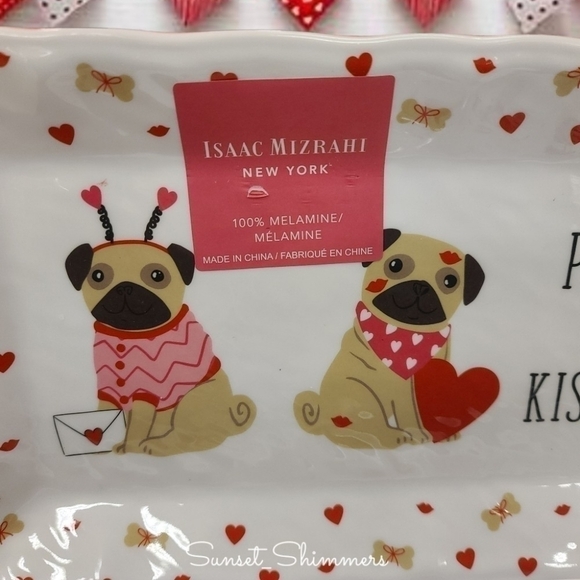 ISAAC MIZRAHI
NEW YORK
100% MELAMINE/
MÉLAMINE
MADE IN CHINA / FABRIQUÉ EN CHINE
Sunset_Shimmers